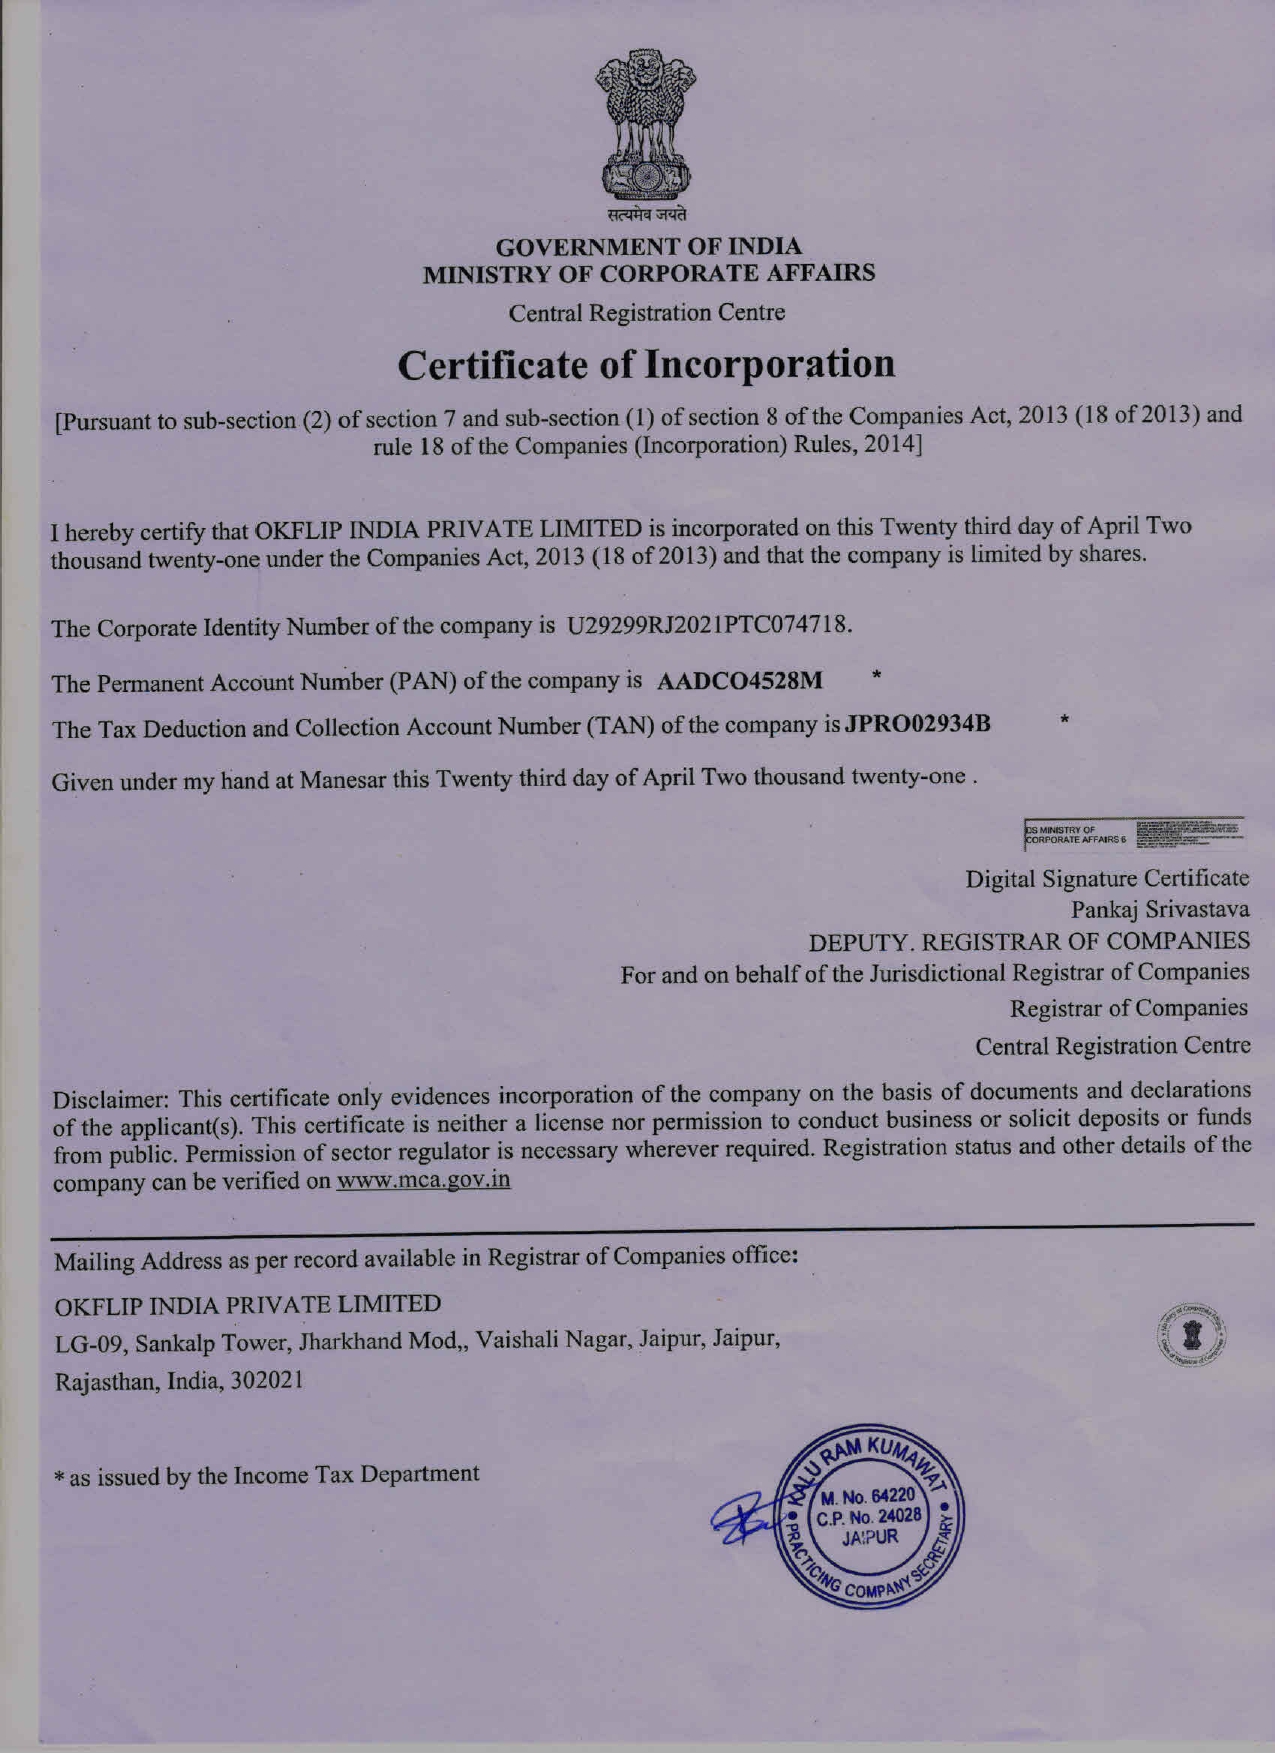 सत्यमेव जयते
GOVERNMENT OF INDIA
MINISTRY OF CORPORATE AFFAIRS
Central Registration Centre
Certificate of Incorporation
[Pursuant to sub-section (2) of section 7 and sub-section (1) of section 8 of the Companies Act, 2013 (18 of 2013) and
rule 18 of the Companies (Incorporation) Rules, 2014]
I hereby certify that OKFLIP INDIA PRIVATE LIMITED is incorporated on this Twenty third day of April Two
thousand twenty-one under the Companies Act, 2013 (18 of 2013) and that the company is limited by shares.
The Corporate Identity Number of the company is U29299RJ2021PTC074718.
The Permanent Account Number (PAN) of the company is AADCO4528M *
The Tax Deduction and Collection Account Number (TAN) of the company is JPRO02934B *
Given under my hand at Manesar this Twenty third day of April Two thousand twenty-one .
DS MINISTRY OF
CORPORATE AFFAIRS 6
Digital Signature Certificate
Pankaj Srivastava
DEPUTY. REGISTRAR OF COMPANIES
For and on behalf of the Jurisdictional Registrar of Companies
Registrar of Companies
Central Registration Centre
Disclaimer: This certificate only evidences incorporation of the company on the basis of documents and declarations
of the applicant(s). This certificate is neither a license nor permission to conduct business or solicit deposits or funds
from public. Permission of sector regulator is necessary wherever required. Registration status and other details of the
company can be verified on www.mca.gov.in
Mailing Address as per record available in Registrar of Companies office:
OKFLIP INDIA PRIVATE LIMITED
LG-09, Sankalp Tower, Jharkhand Mod,, Vaishali Nagar, Jaipur, Jaipur,
Rajasthan, India, 302021
* as issued by the Income Tax Department
KALU RAM KUMAWAT
M. No. 64220
C.P. No. 24028
JAIPUR
PRACTICING COMPANY SECRETARY